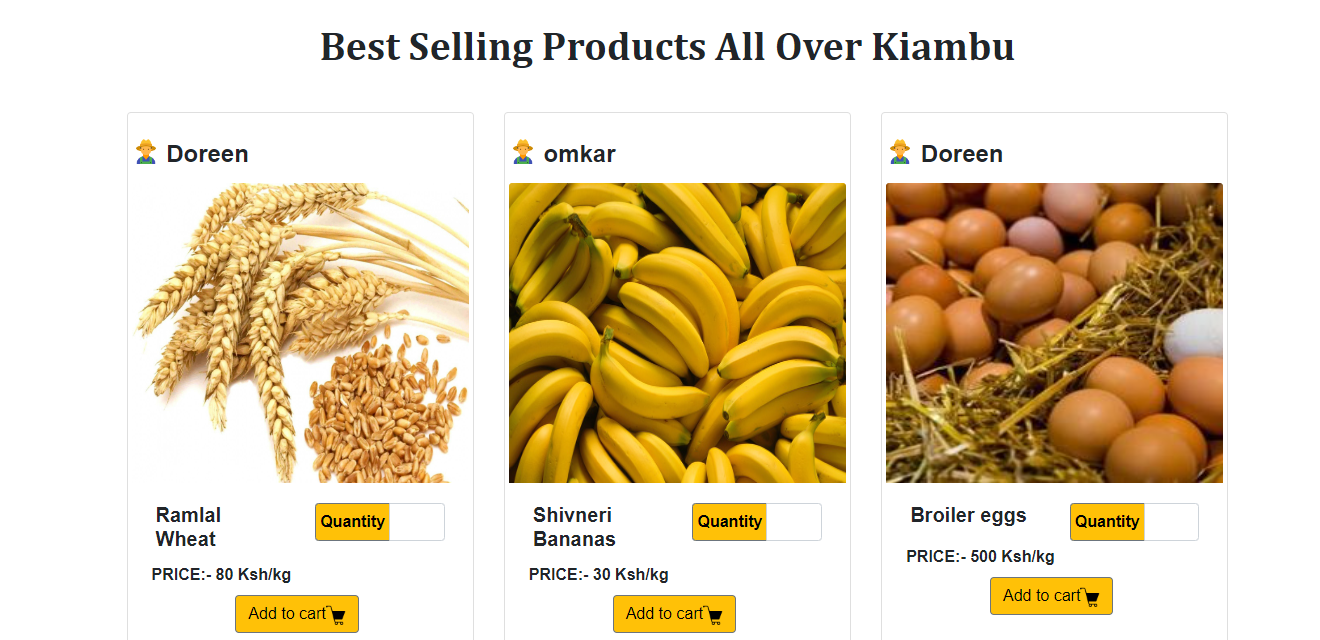 Best Selling Products All Over Kiambu
Doreen
Ramlal
Wheat
Quantity
PRICE:- 80 Ksh/kg
Add to cart
omkar
Shivneri
Bananas
Quantity
PRICE:- 30 Ksh/kg
Add to cart
Doreen
Broiler eggs
Quantity
PRICE:- 500 Ksh/kg
Add to cart